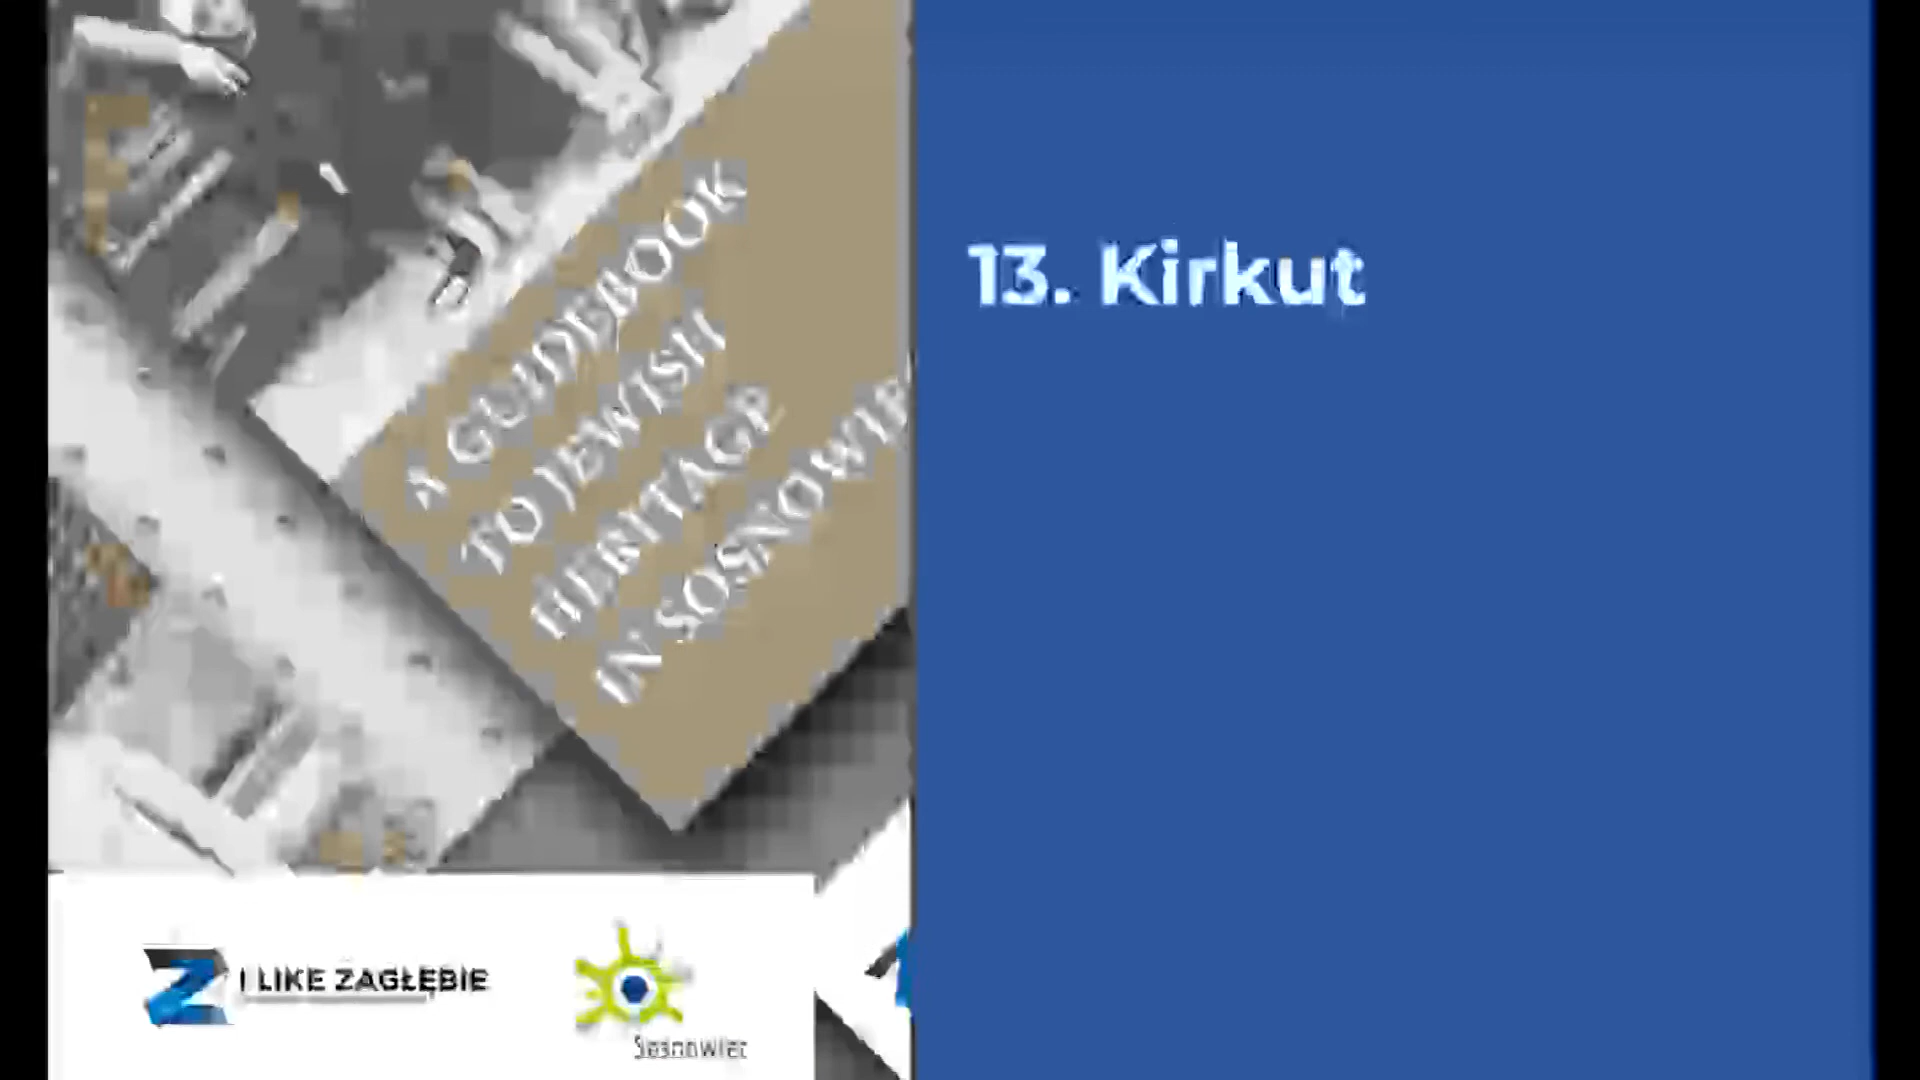 A GUIDEBOOK
TO JEWISH
HERITAGE
IN SOSNOWIE
13. Kirkut
I LIKE ZAGŁĘBIE
Sosnowiec